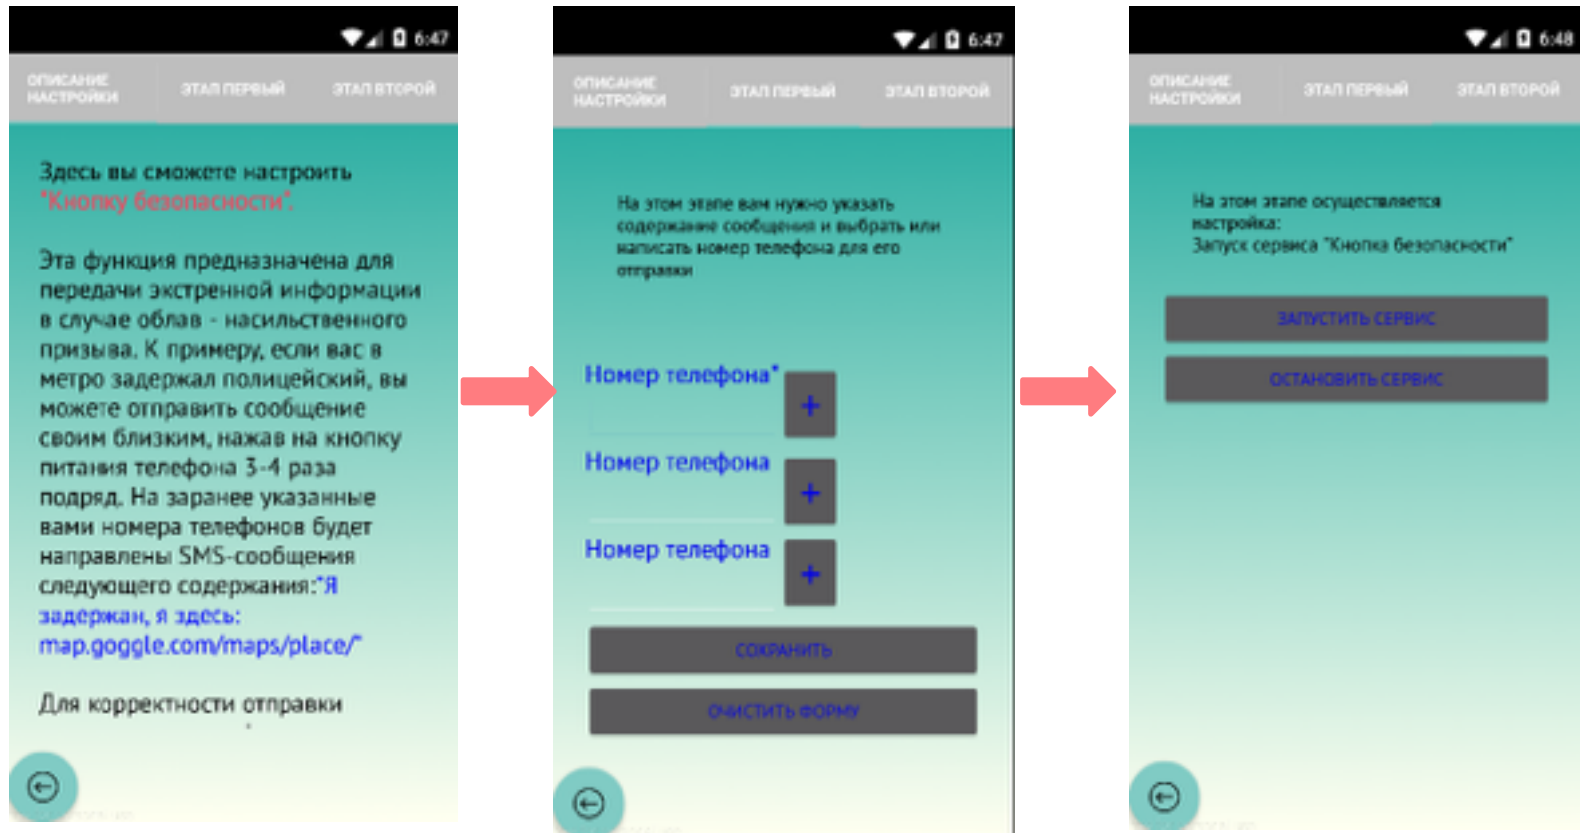 6:47
ОПИСАНИЕ
НАСТРОЙКИ
ЭТАП ПЕРВЫЙ
ЭТАП ВТОРОЙ
Здесь вы сможете настроить
"Кнопку безопасности".
Эта функция предназначена для
передачи экстренной информации
в случае облав - насильственного
призыва. К примеру, если вас в
метро задержал полицейский, вы
можете отправить сообщение
своим близким, нажав на кнопку
питания телефона 3-4 раза
подряд. На заранее указанные
вами номера телефонов будет
направлены SMS-сообщения
следующего содержания:"Я
задержан, я здесь:
map.goggle.com/maps/place/"
Для корректности отправки
6:47
ОПИСАНИЕ
НАСТРОЙКИ
ЭТАП ПЕРВЫЙ
ЭТАП ВТОРОЙ
На этом этапе вам нужно указать
содержание сообщения и выбрать или
написать номер телефона для его
отправки
Номер телефона*
+
Номер телефона
+
Номер телефона
+
СОХРАНИТЬ
ОЧИСТИТЬ ФОРМУ
6:48
ОПИСАНИЕ
НАСТРОЙКИ
ЭТАП ПЕРВЫЙ
ЭТАП ВТОРОЙ
На этом этапе осуществляется
настройка:
Запуск сервиса "Кнопка безопасности"
ЗАПУСТИТЬ СЕРВИС
ОСТАНОВИТЬ СЕРВИС